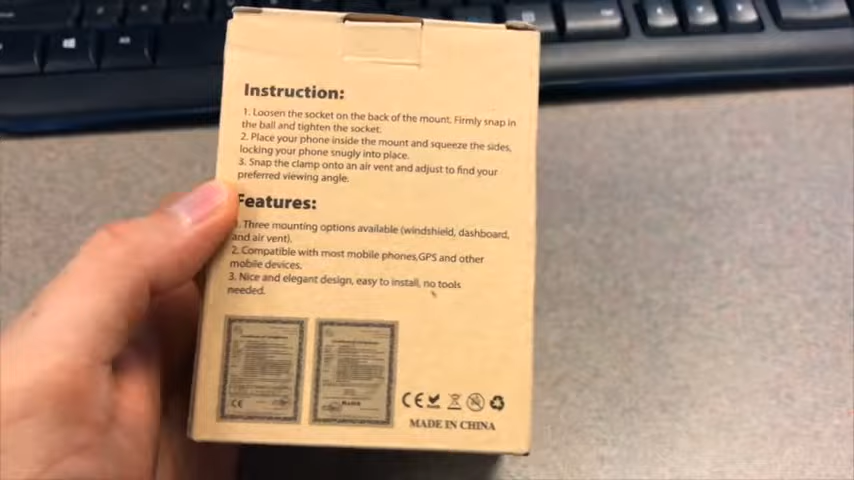 Instruction:
1. Loosen the socket on the back of the mount. Firmly snap in
the ball and tighten the socket.
2. Place your phone inside the mount and squeeze the sides,
locking your phone snugly into place.
3. Snap the clamp onto an air vent and adjust to find your
preferred viewing angle.
Features:
1. Three mounting options available (windshield, dashboard,
and air vent).
2. Compatible with most mobile phones,GPS and other
mobile devices.
3. Nice and elegant design, easy to install, no tools
needed.
CE
CE
MADE IN CHINA